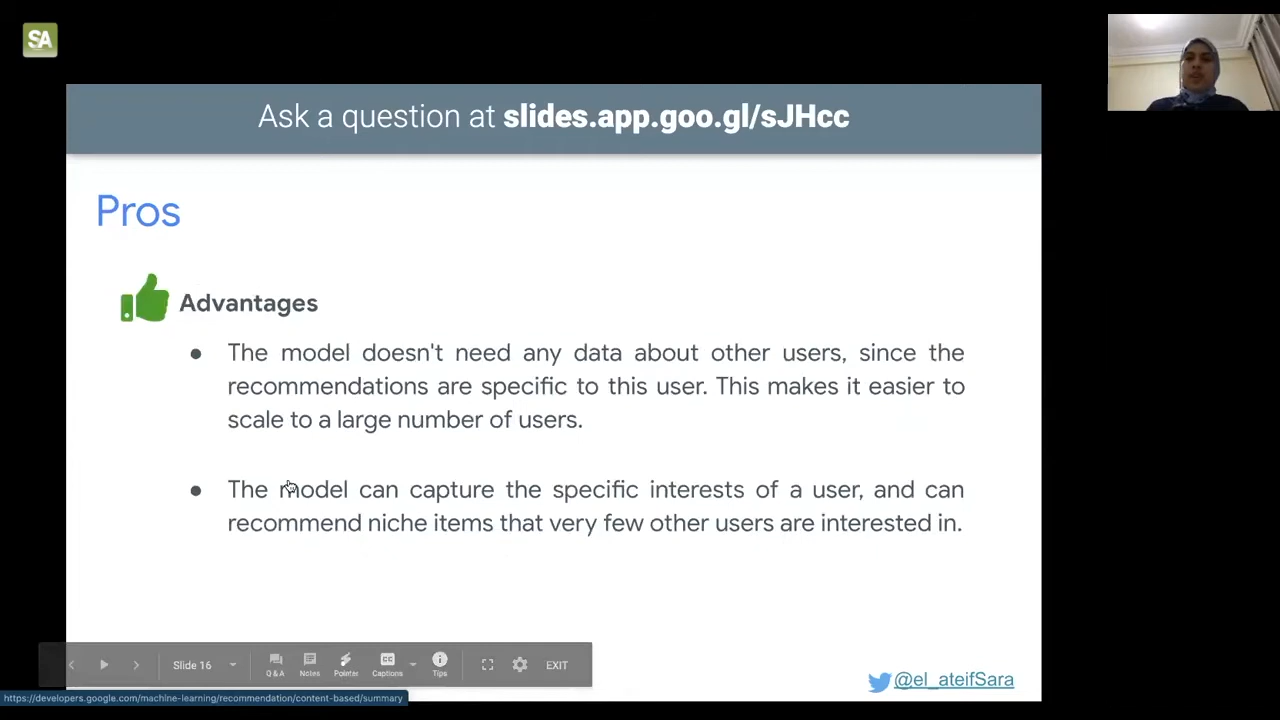 SA
Ask a question at slides.app.goo.gl/sJHcc
Pros
Advantages
● The model doesn't need any data about other users, since the
recommendations are specific to this user. This makes it easier to
scale to a large number of users.
● The model can capture the specific interests of a user, and can
recommend niche items that very few other users are interested in.
Slide 16
Q&A
Notes
Pointer
CC
Captions
Tips
EXIT
@el_ateifSara
https://developers.google.com/machine-learning/recommendation/content-based/summary